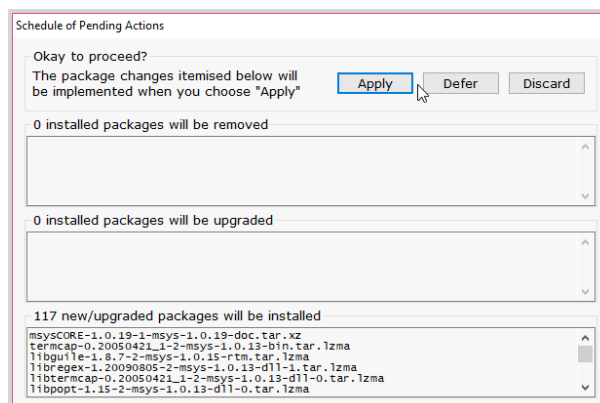 Schedule of Pending Actions
Okay to proceed?
The package changes itemised below will
be implemented when you choose "Apply"
Apply
Defer
Discard
0 installed packages will be removed
0 installed packages will be upgraded
117 new/upgraded packages will be installed
msysCORE-1.0.19-1-msys-1.0.19-doc.tar.xz
termcap-0.20050421_1-2-msys-1.0.13-bin.tar.lzma
libguile-1.8.7-2-msys-1.0.15-rtm.tar.lzma
libregex-1.20090805-2-msys-1.0.13-dll-1.tar.lzma
libtermcap-0.20050421_1-2-msys-1.0.13-dll-0.tar.lzma
libpopt-1.15-2-msys-1.0.13-dll-0.tar.lzma